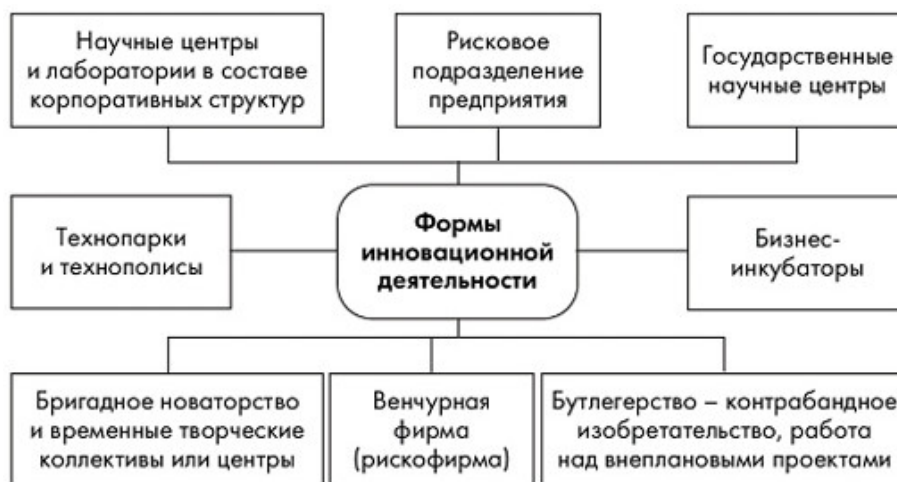 Научные центры
и лаборатории в составе
корпоративных структур
Рисковое
подразделение
предприятия
Государственные
научные центры
Технопарки
и технополисы
Формы
инновационной
деятельности
Бизнес-
инкубаторы
Бригадное новаторство
и временные творческие
коллективы или центры
Венчурная
фирма
(рискофирма)
Бутлегерство – контрабандное
изобретательство, работа
над внеплановыми проектами